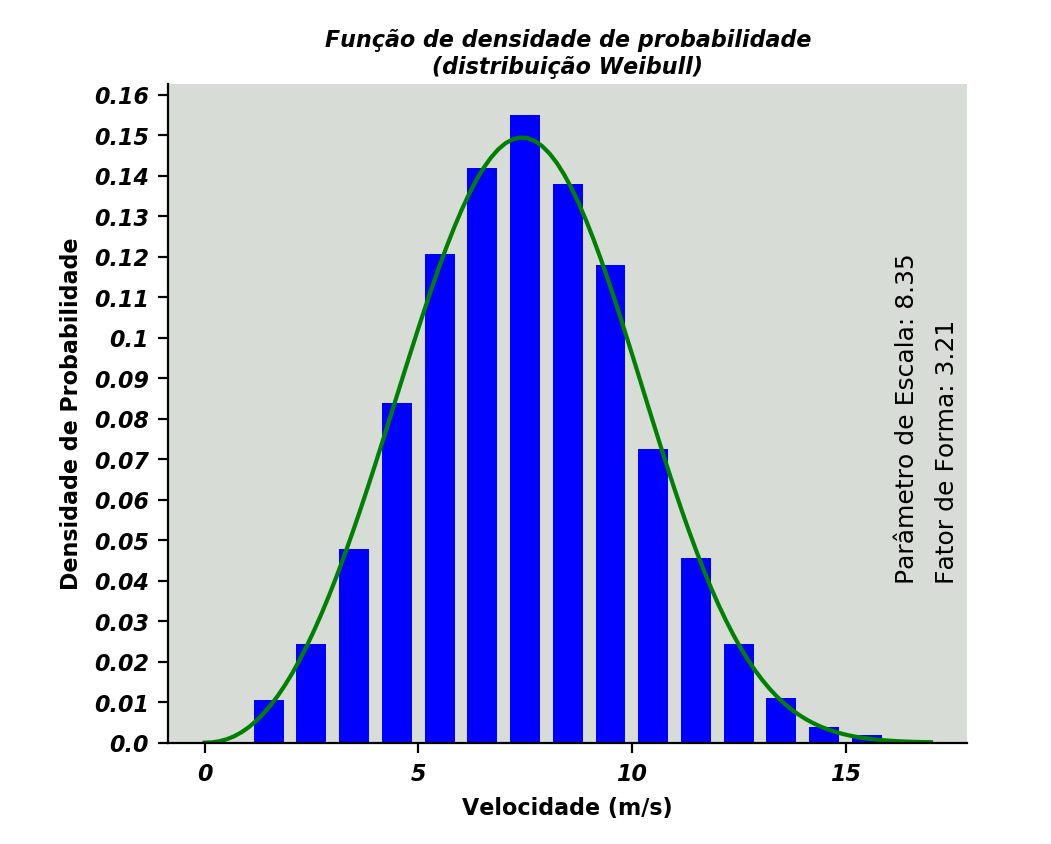 Função de densidade de probabilidade
(distribuição Weibull)
0.16
0.15
0.14
0.13
0.12
0.11
0.1
0.09
0.08
0.07
0.06
0.05
0.04
0.03
0.02
0.01
0.0
Densidade de Probabilidade
Parâmetro de Escala: 8.35
Fator de Forma: 3.21
0 5 10 15
Velocidade (m/s)